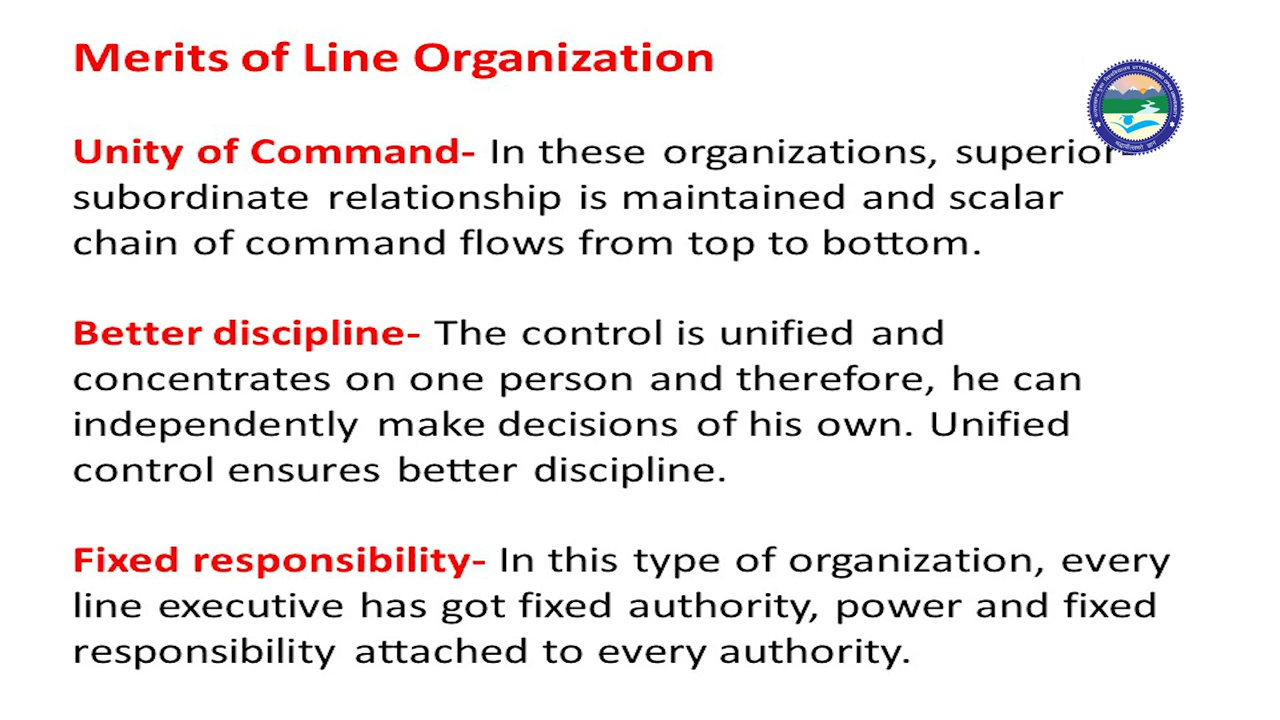 Merits of Line Organization
UTTARAKHAND OPEN UNIVERSITY
Unity of Command- In these organizations, superior-
subordinate relationship is maintained and scalar
chain of command flows from top to bottom.
Better discipline- The control is unified and
concentrates on one person and therefore, he can
independently make decisions of his own. Unified
control ensures better discipline.
Fixed responsibility- In this type of organization, every
line executive has got fixed authority, power and fixed
responsibility attached to every authority.